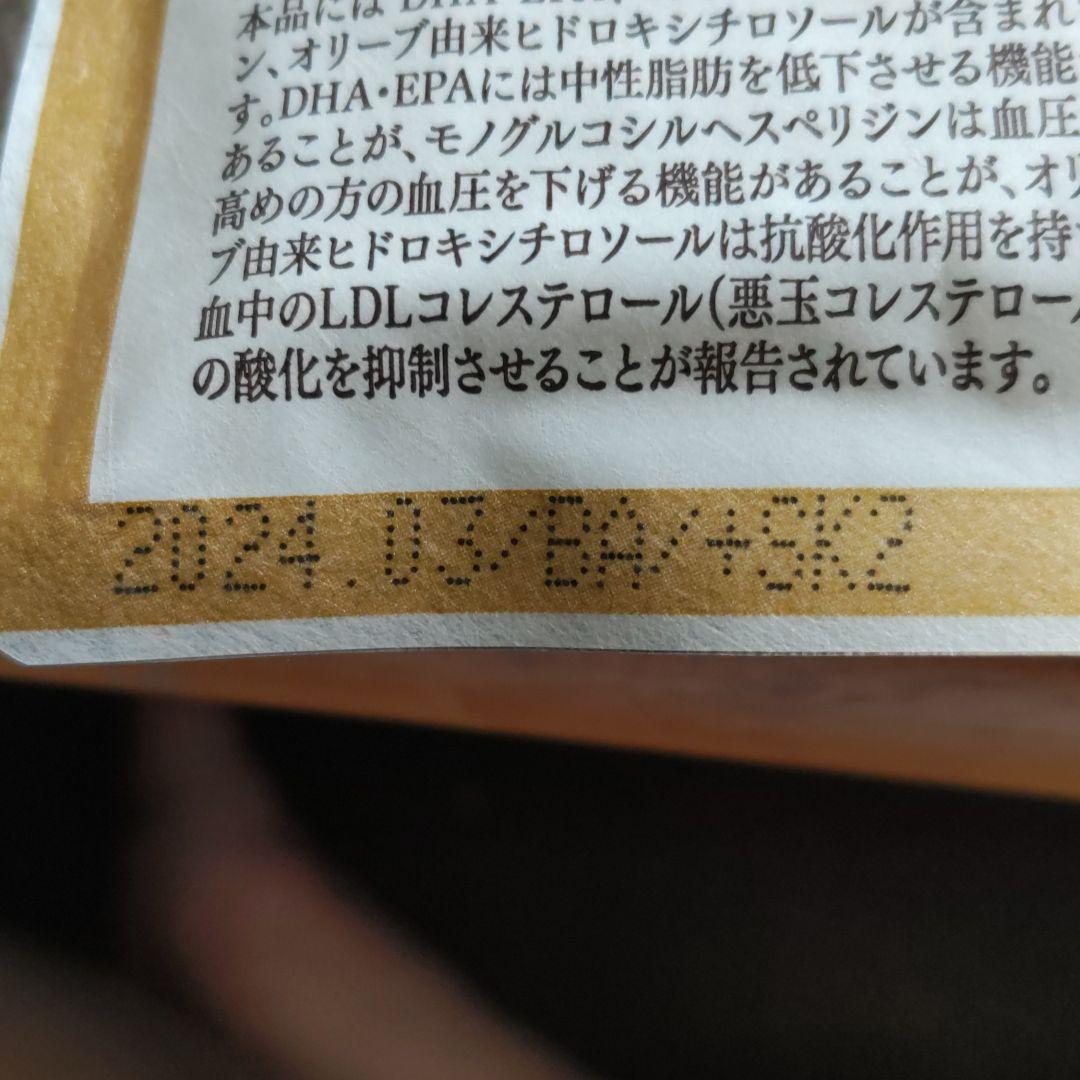 本品には DHA・EPA、
ン、オリーブ由来ヒドロキシチロソールが含まれ
す。DHA・EPAには中性脂肪を低下させる機能
あることが、モノグルコシルヘスペリジンは血圧
高めの方の血圧を下げる機能があることが、オリ
ブ由来ヒドロキシチロソールは抗酸化作用を持
血中のLDLコレステロール(悪玉コレステロー
の酸化を抑制させることが報告されています。
2024.03/BA/+SK2